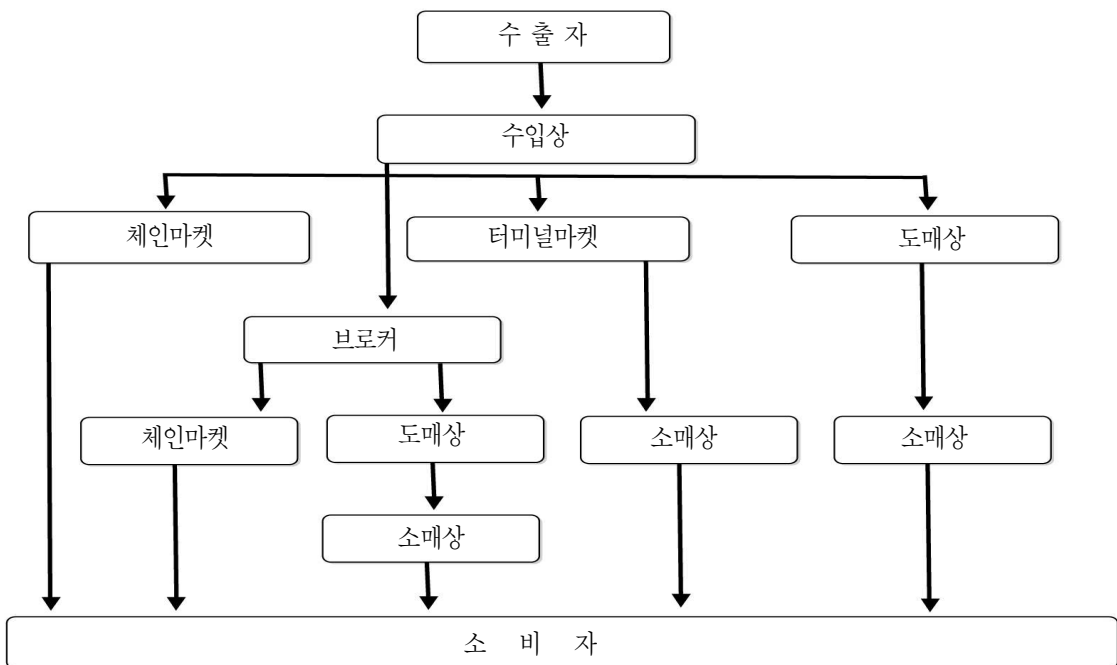 수 출 자
수입상
체인마켓
터미널마켓
도매상
브로커
체인마켓
도매상
소매상
소매상
소매상
소 비 자